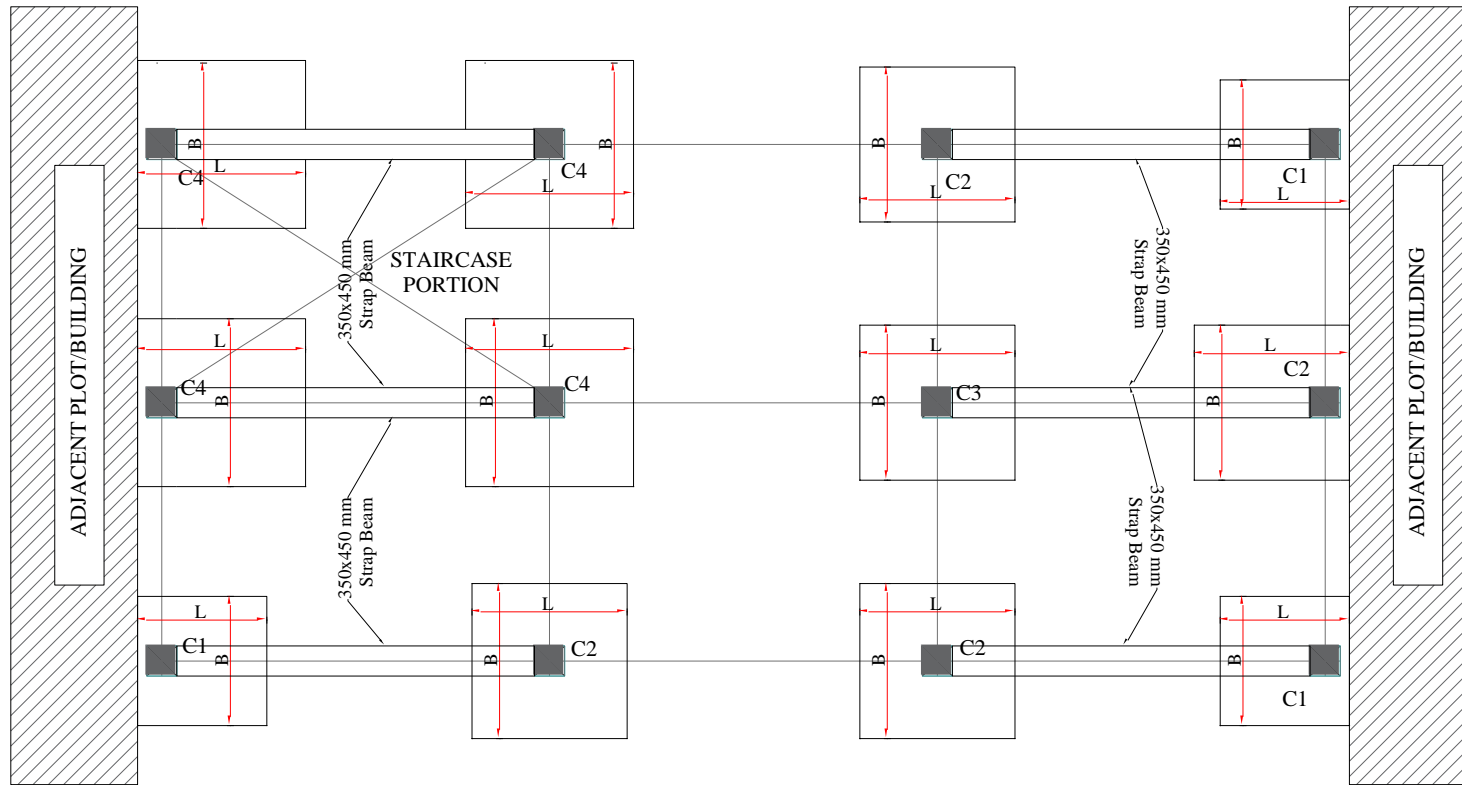 B
B
B
B
C4
L
C4
L
C2
L
C1
L
ADJACENT PLOT/BUILDING
STAIRCASE
PORTION
350x450 mm
Strap Beam
350x450 mm
Strap Beam
ADJACENT PLOT/BUILDING
L
L
L
L
C4
C4
C3
C2
B
B
B
B
350x450 mm
Strap Beam
350x450 mm
Strap Beam
L
L
L
L
C1
C2
C2
C1
B
B
B
B